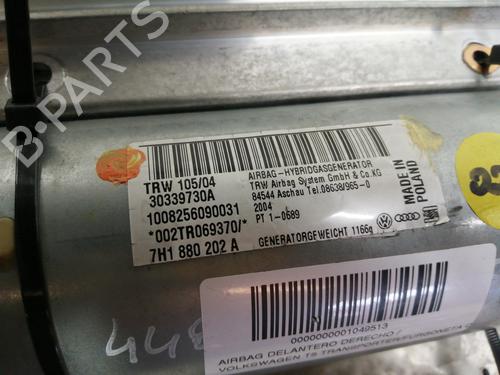 TRW 105/04
30339730A
1008256090031
*002TR069370/*
7H1 880 202 A
AIRBAG-HYBRIDGASGENERATOR
TRW Airbag System GmbH & Co.KG
84544 Aschau Tel.08638/965-0
2004
PT 1-0689
GENERATORGEWICHT 1166g
MADE IN
POLAND
448
0000000001049513
AIRBAG DELANTERO DERECHO /
VOLKSWAGEN T5 TRANSPORTER/FURGONETA